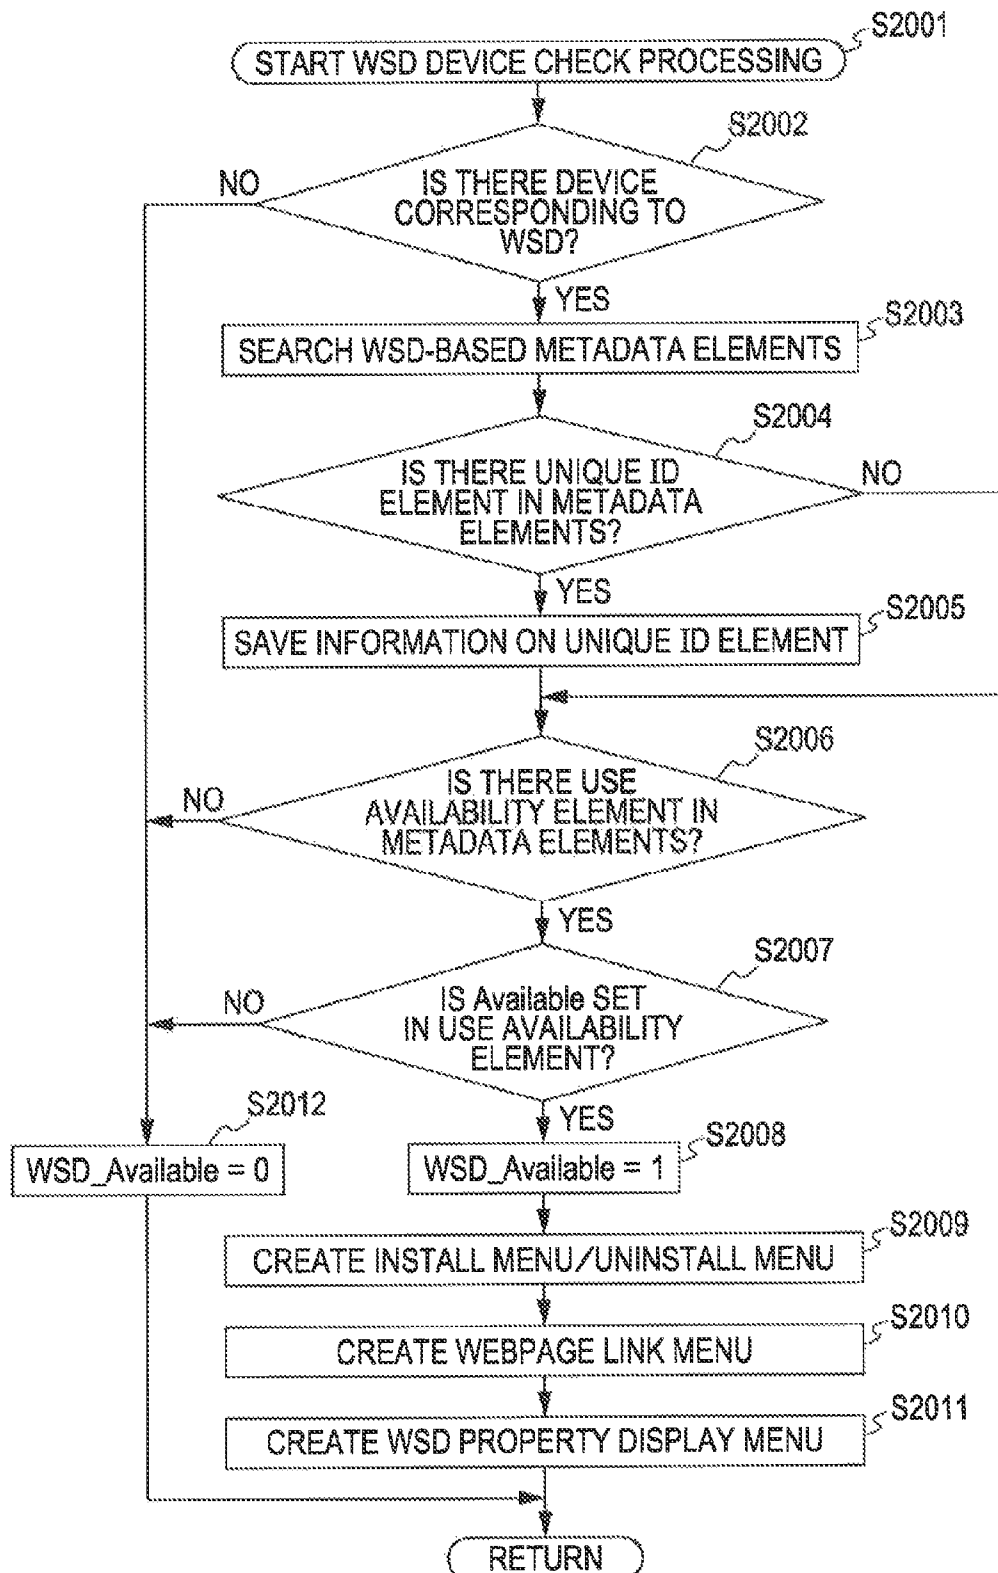 S2001
START WSD DEVICE CHECK PROCESSING
S2002
NO
IS THERE DEVICE
CORRESPONDING TO
WSD?
YES
S2003
SEARCH WSD-BASED METADATA ELEMENTS
S2004
IS THERE UNIQUE ID
ELEMENT IN METADATA
ELEMENTS?
NO
YES
S2005
SAVE INFORMATION ON UNIQUE ID ELEMENT
S2006
IS THERE USE
AVAILABILITY ELEMENT IN
METADATA ELEMENTS?
NO
YES
S2007
NO
IS Available SET
IN USE AVAILABILITY
ELEMENT?
YES
S2012
WSD_Available = 0
S2008
WSD_Available = 1
S2009
CREATE INSTALL MENU/UNINSTALL MENU
S2010
CREATE WEBPAGE LINK MENU
S2011
CREATE WSD PROPERTY DISPLAY MENU
RETURN